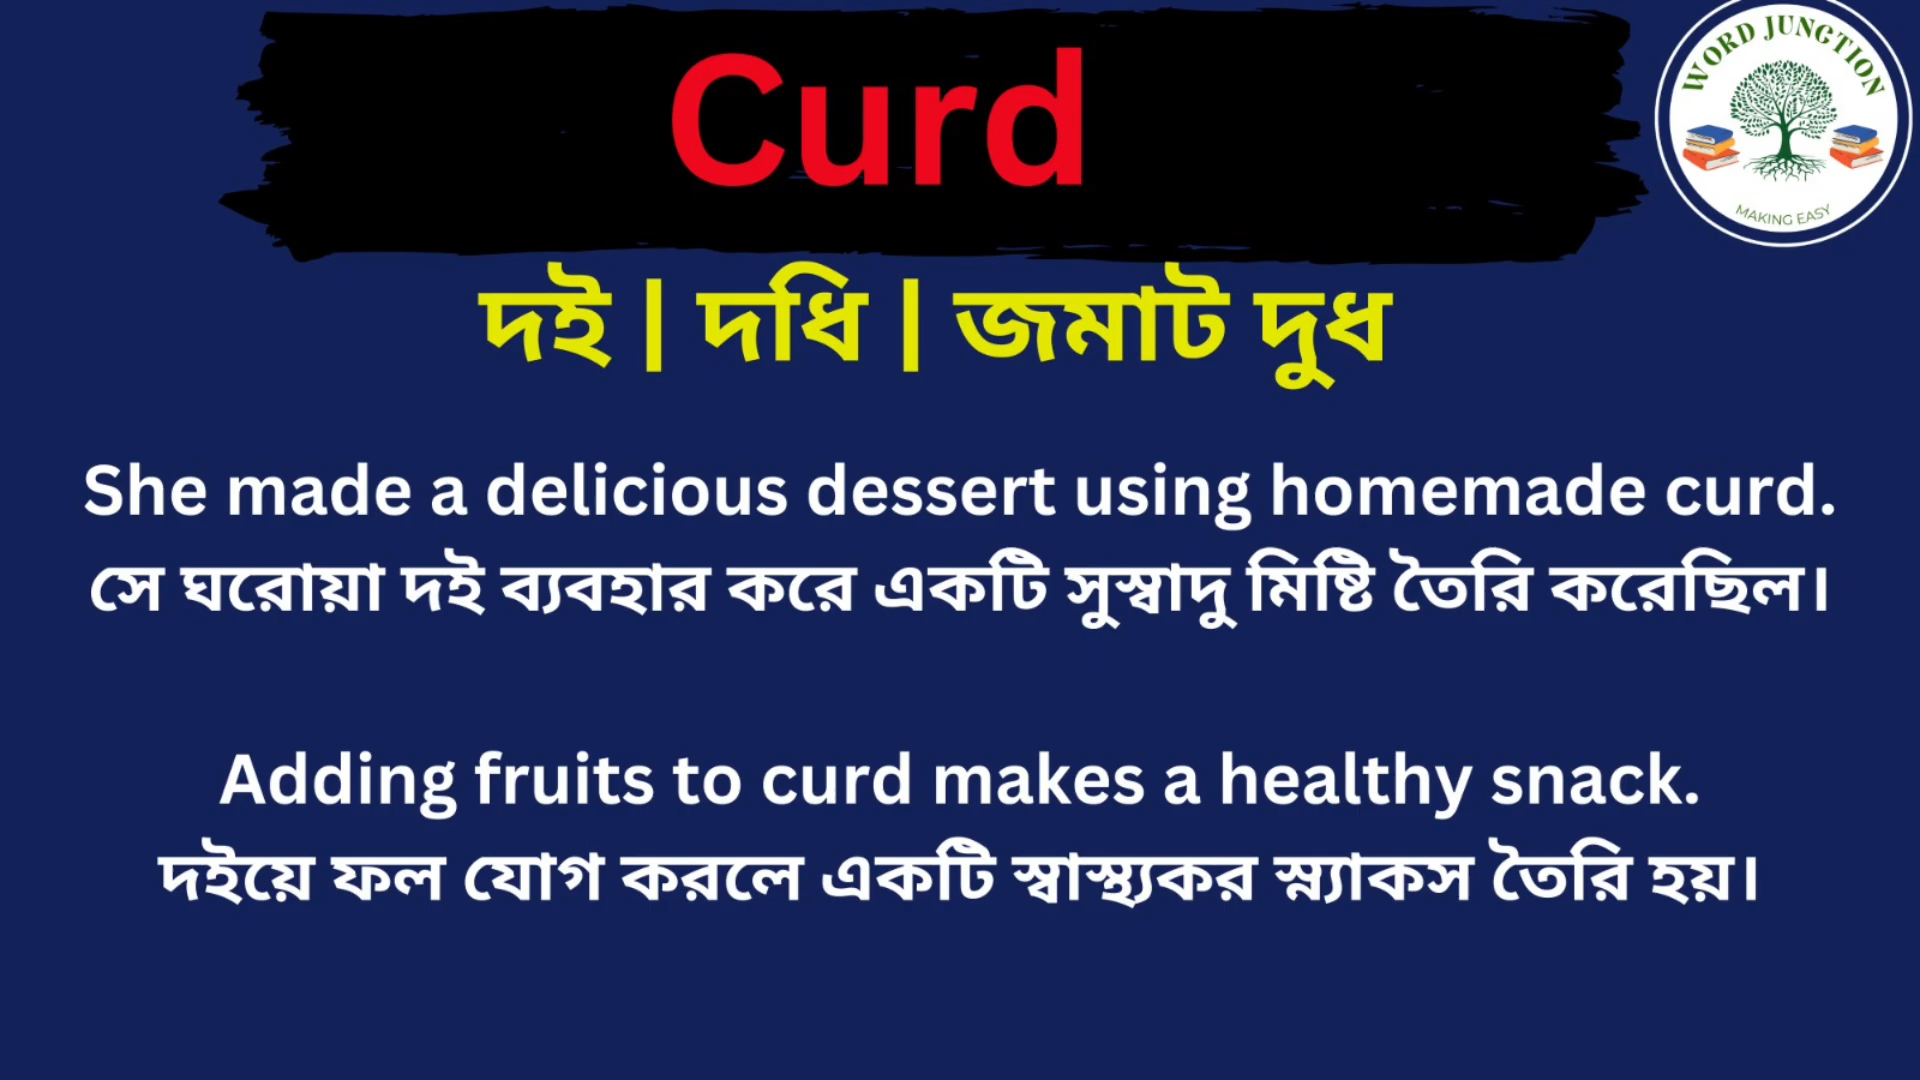 Curd
WORD JUNCTION
MAKING EASY
দই | দধি | জমাট দুধ
She made a delicious dessert using homemade curd.
সে ঘরোয়া দই ব্যবহার করে একটি সুস্বাদু মিষ্টি তৈরি করেছিল।
Adding fruits to curd makes a healthy snack.
দইয়ে ফল যোগ করলে একটি স্বাস্থ্যকর স্ন্যাকস তৈরি হয়।